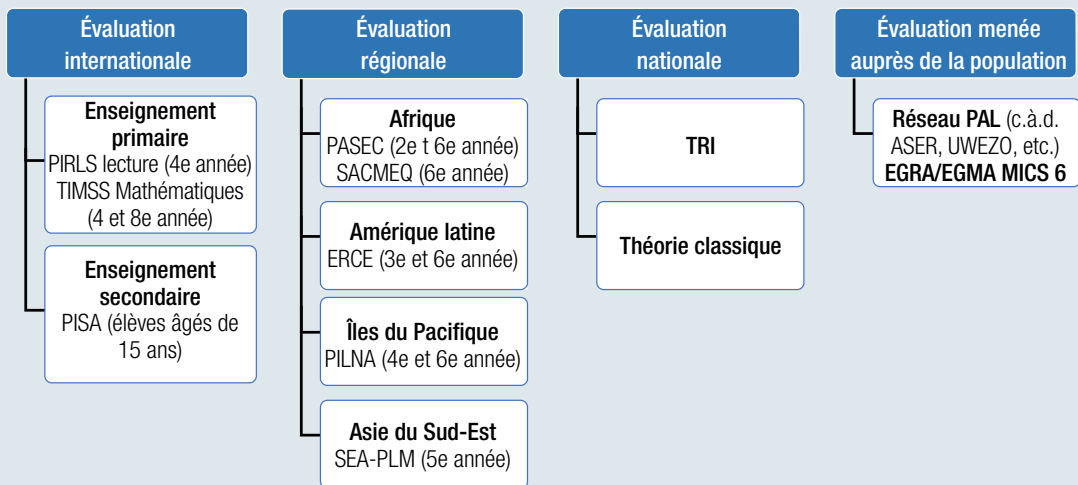 Évaluation
internationale
Enseignement
primaire
PIRLS lecture (4e année)
TIMSS Mathématiques
(4 et 8e année)
Enseignement
secondaire
PISA (élèves âgés de
15 ans)
Évaluation
régionale
Afrique
PASEC (2e t 6e année)
SACMEQ (6e année)
Amérique latine
ERCE (3e et 6e année)
Îles du Pacifique
PILNA (4e et 6e année)
Asie du Sud-Est
SEA-PLM (5e année)
Évaluation
nationale
TRI
Théorie classique
Évaluation menée
auprès de la population
Réseau PAL (c.à.d.
ASER, UWEZO, etc.)
EGRA/EGMA MICS 6